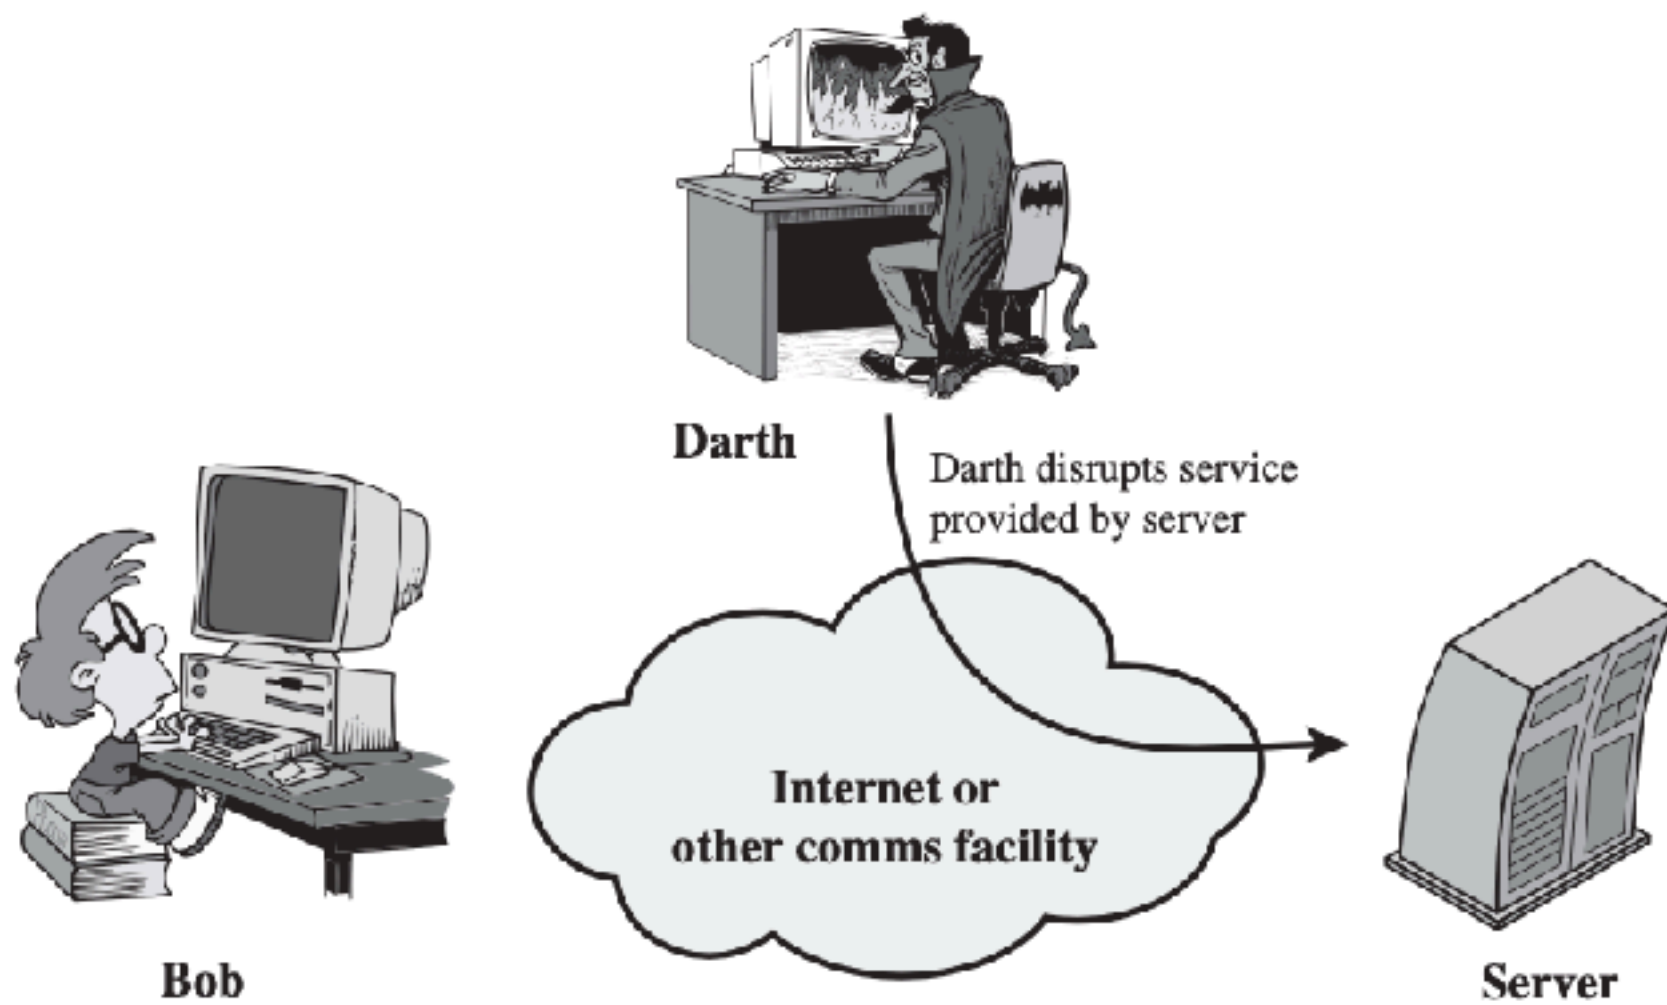 Darth
Darth disrupts service
provided by server
Internet or
other comms facility
Bob
Server